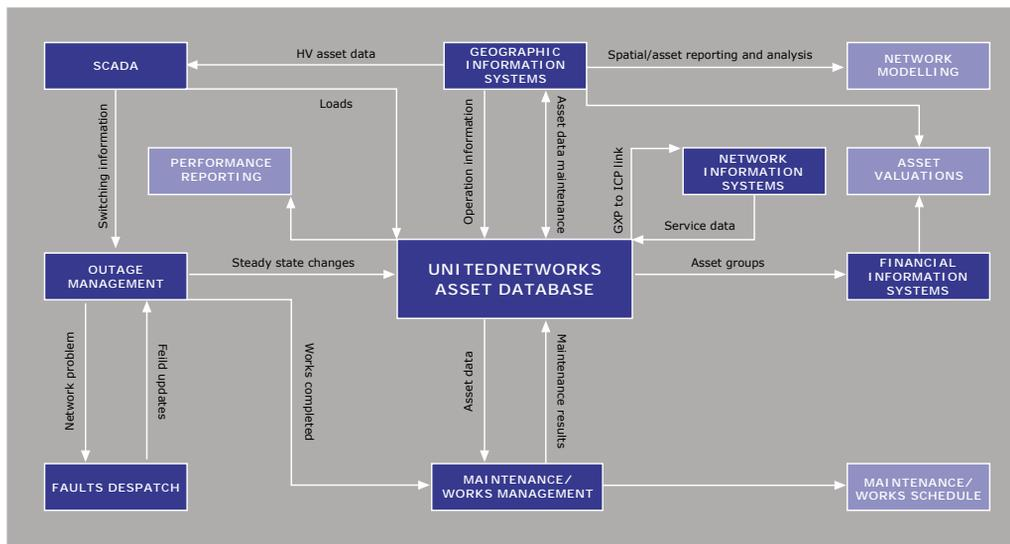 SCADA
HV asset data
GEOGRAPHIC
INFORMATION
SYSTEMS
Spatial/asset reporting and analysis
NETWORK
MODELLING
Loads
Switching information
PERFORMANCE
REPORTING
Operation information
Asset data maintenance
GXP to ICP link
NETWORK
INFORMATION
SYSTEMS
ASSET
VALUATIONS
Service data
OUTAGE
MANAGEMENT
Steady state changes
UNITEDNETWORKS
ASSET DATABASE
Asset groups
FINANCIAL
INFORMATION
SYSTEMS
Network problem
Feild updates
Works completed
Asset data
Maintenance results
FAULTS DESPATCH
MAINTENANCE/
WORKS MANAGEMENT
MAINTENANCE/
WORKS SCHEDULE